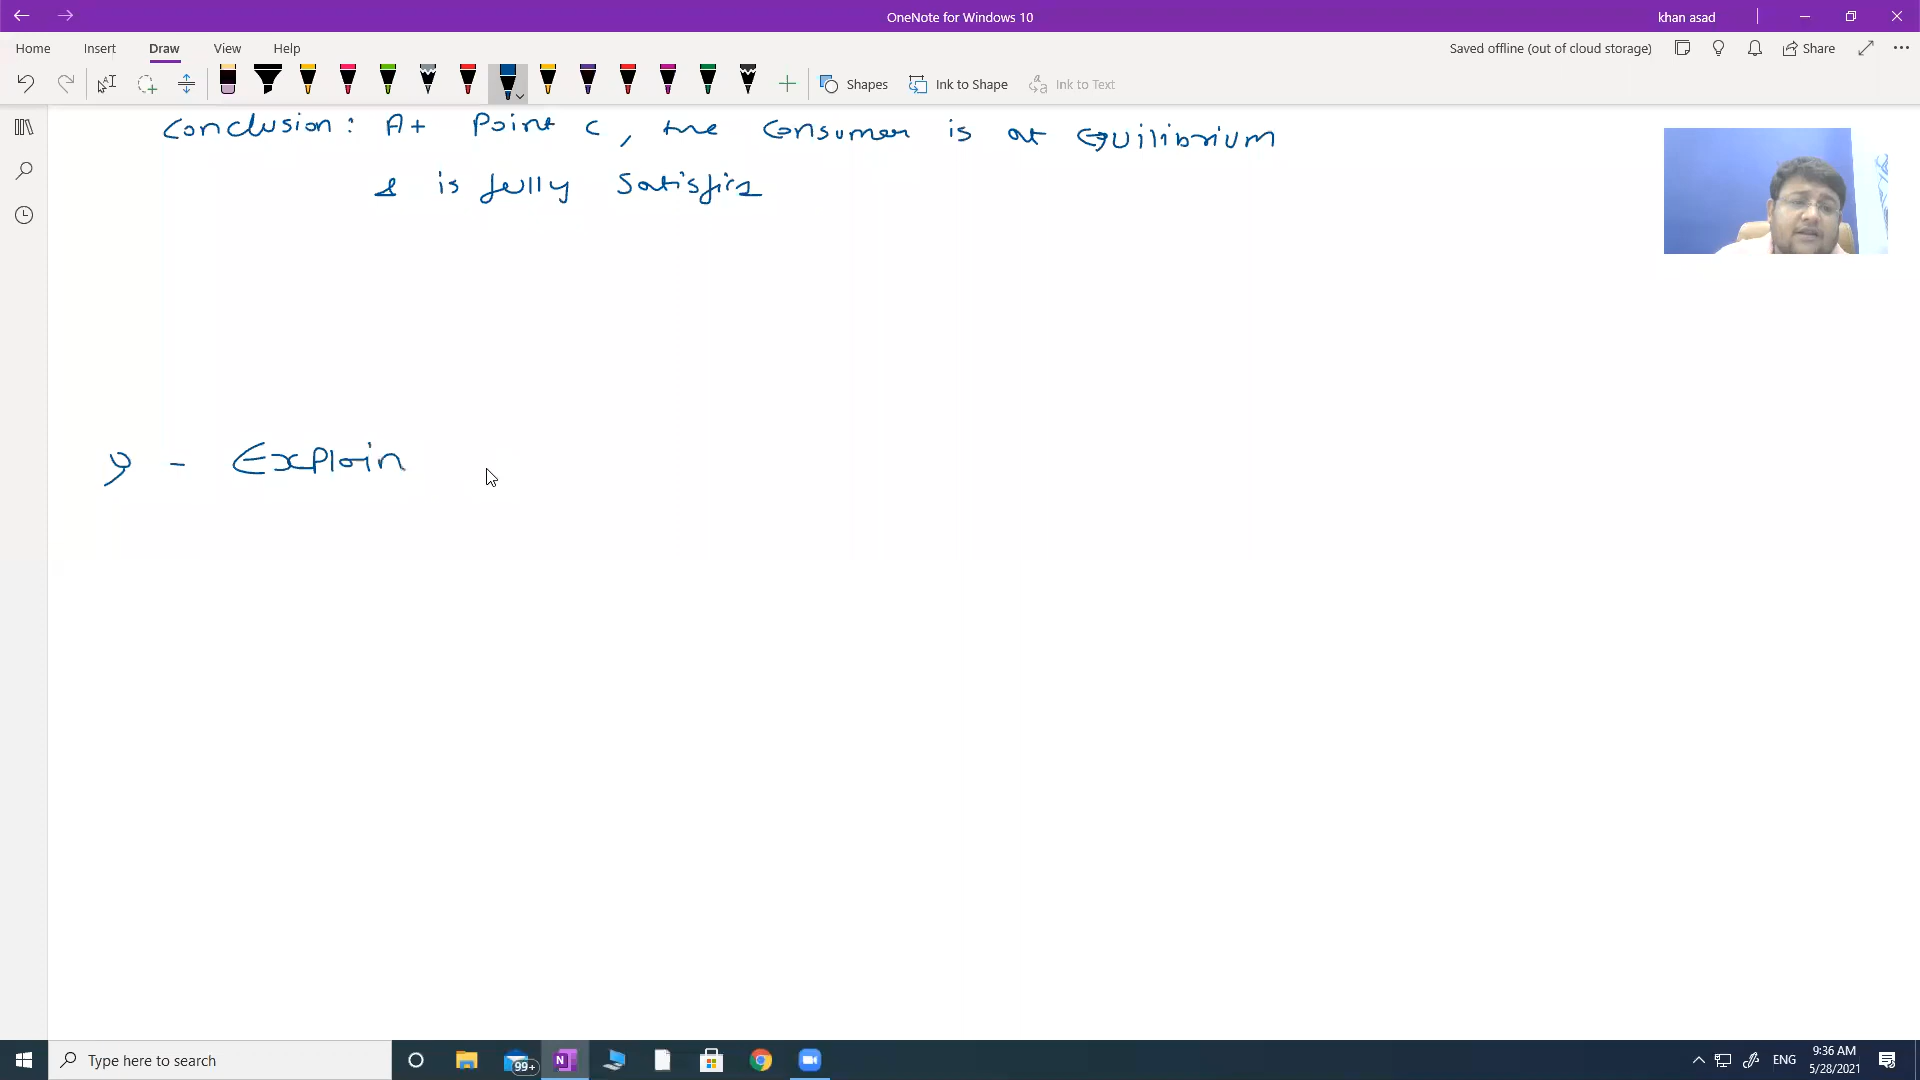 OneNote for Windows 10
khan asad
Home Insert Draw View Help
Saved offline (out of cloud storage)
Share
Shapes
Ink to Shape
Ink to Text
Conclusion: At Point C, the Consumer is at Equilibrium
& is fully Satisfies
- Explain
Type here to search
99+
N
ENG
9:36 AM
5/28/2021